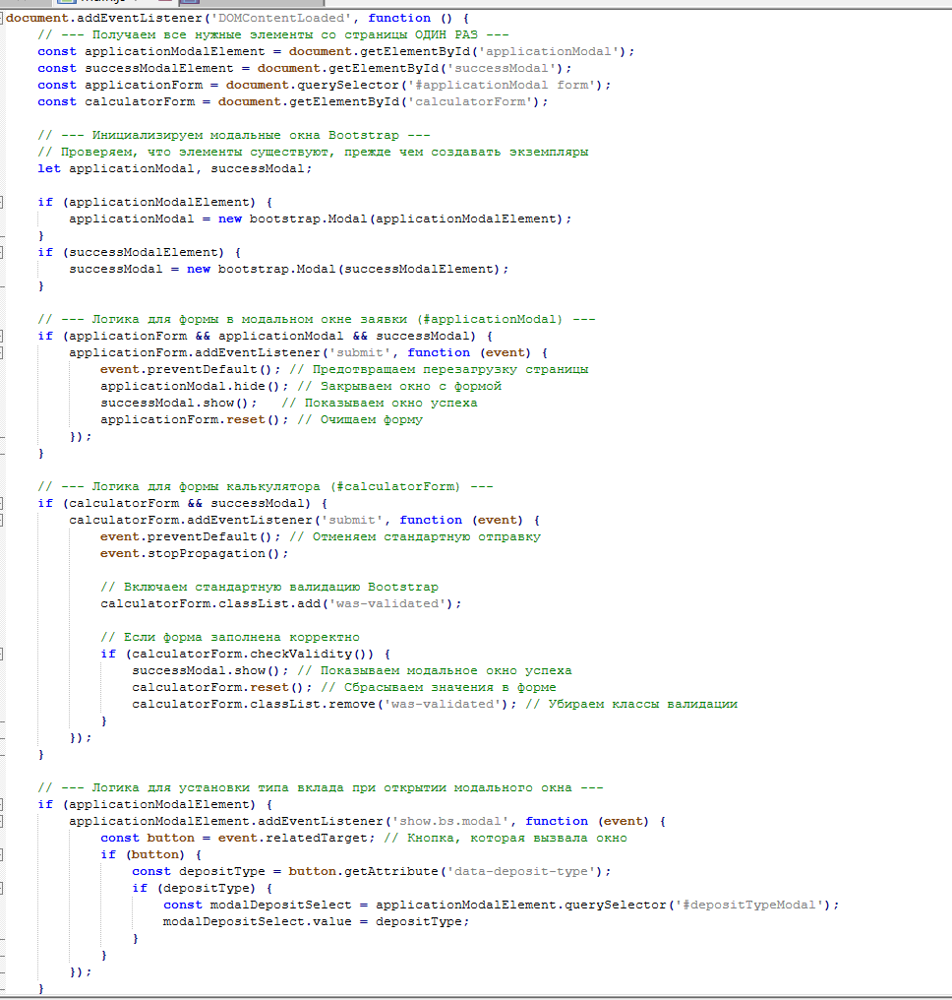 document.addEventListener('DOMContentLoaded', function () {
// --- Получаем все нужные элементы со страницы ОДИН РАЗ ---
const applicationModalElement = document.getElementById('applicationModal');
const successModalElement = document.getElementById('successModal');
const applicationForm = document.querySelector('#applicationModal form');
const calculatorForm = document.getElementById('calculatorForm');
// --- Инициализируем модальные окна Bootstrap ---
// Проверяем, что элементы существуют, прежде чем создавать экземпляры
let applicationModal, successModal;
if (applicationModalElement) {
applicationModal = new bootstrap.Modal(applicationModalElement);
}
if (successModalElement) {
successModal = new bootstrap.Modal(successModalElement);
}
// --- Логика для формы в модальном окне заявки (#applicationModal) ---
if (applicationForm && applicationModal && successModal) {
applicationForm.addEventListener('submit', function (event) {
event.preventDefault(); // Предотвращаем перезагрузку страницы
applicationModal.hide(); // Закрываем окно с формой
successModal.show();   // Показываем окно успеха
applicationForm.reset(); // Очищаем форму
});
}
// --- Логика для формы калькулятора (#calculatorForm) ---
if (calculatorForm && successModal) {
calculatorForm.addEventListener('submit', function (event) {
event.preventDefault(); // Отменяем стандартную отправку
event.stopPropagation();
// Включаем стандартную валидацию Bootstrap
calculatorForm.classList.add('was-validated');
// Если форма заполнена корректно
if (calculatorForm.checkValidity()) {
successModal.show(); // Показываем модальное окно успеха
calculatorForm.reset(); // Сбрасываем значения в форме
calculatorForm.classList.remove('was-validated'); // Убираем классы валидации
}
});
}
// --- Логика для установки типа вклада при открытии модального окна ---
if (applicationModalElement) {
applicationModalElement.addEventListener('show.bs.modal', function (event) {
const button = event.relatedTarget; // Кнопка, которая вызвала окно
if (button) {
const depositType = button.getAttribute('data-deposit-type');
if (depositType) {
const modalDepositSelect = applicationModalElement.querySelector('#depositTypeModal');
modalDepositSelect.value = depositType;
}
}
});
}